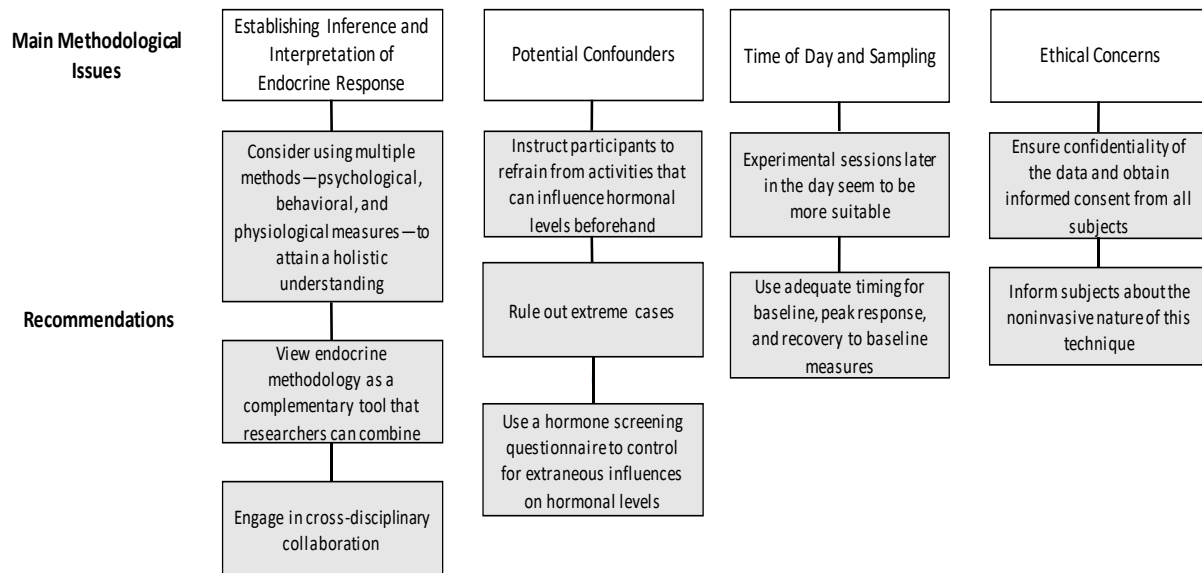 Main Methodological
Issues
Establishing Inference and
Interpretation of
Endocrine Response
Potential Confounders
Time of Day and Sampling
Ethical Concerns
Recommendations
Consider using multiple
methods—psychological,
behavioral, and
physiological measures—to
attain a holistic
understanding
View endocrine
methodology as a
complementary tool that
researchers can combine
Engage in cross-disciplinary
collaboration
Instruct participants to
refrain from activities that
can influence hormonal
levels beforehand
Rule out extreme cases
Use a hormone screening
questionnaire to control
for extraneous influences
on hormonal levels
Experimental sessions later
in the day seem to be
more suitable
Use adequate timing for
baseline, peak response,
and recovery to baseline
measures
Ensure confidentiality of
the data and obtain
informed consent from all
subjects
Inform subjects about the
noninvasive nature of this
technique